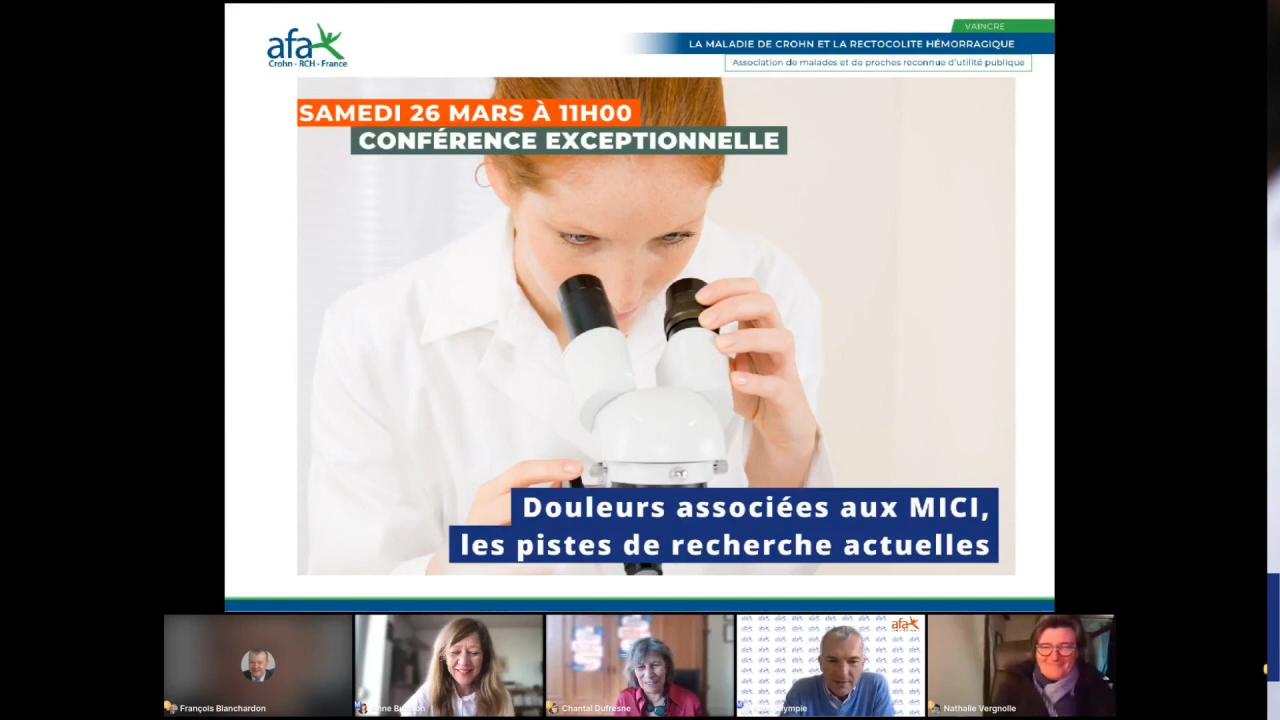 afa
Crohn - RCH - France
VAINCRE
LA MALADIE DE CROHN ET LA RECTOCOLITE HÉMORRAGIQUE
Association de malades et de proches reconnue d'utilité publique
SAMEDI 26 MARS À 11H00
CONFÉRENCE EXCEPTIONNELLE
Douleurs associées aux MICI,
les pistes de recherche actuelles
afa
François Blanchardon
Chantal Dufresne
Nathalie Vergnolle